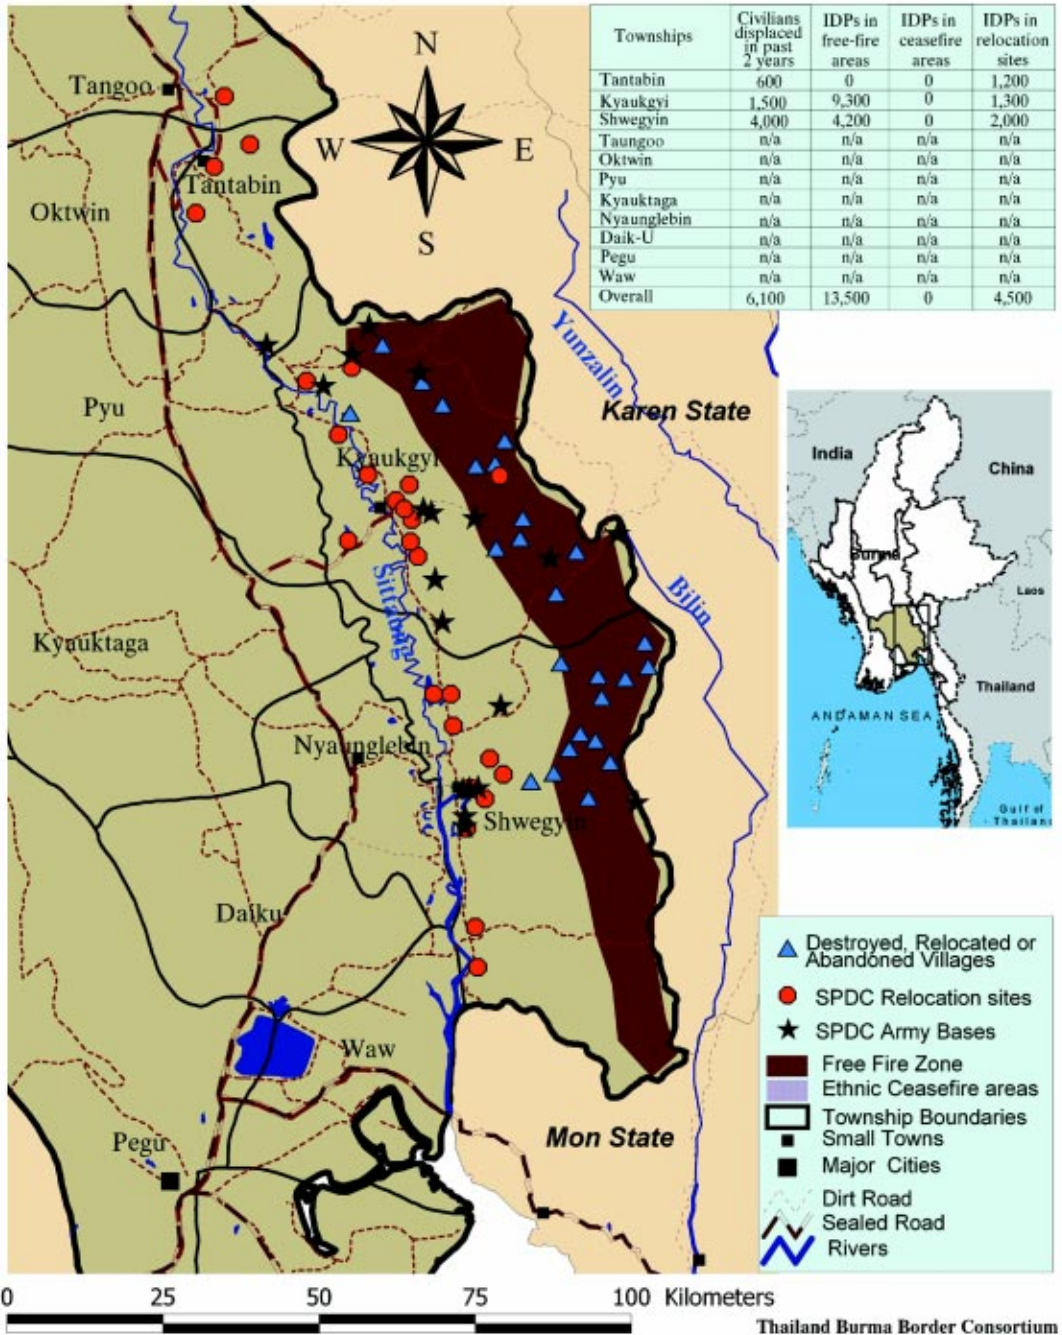 Townships
Civilians displaced in past 2 years
IDPs in free-fire areas
IDPs in ceasefire areas
IDPs in relocation sites
Tantabin 600 0 0 1,200
Kyaukgyi 1,500 9,300 0 1,300
Shwegyin 4,000 4,200 0 2,000
Taungoo n/a n/a n/a n/a
Oktwin n/a n/a n/a n/a
Pyu n/a n/a n/a n/a
Kyauktaga n/a n/a n/a n/a
Nyaunglebin n/a n/a n/a n/a
Daik-U n/a n/a n/a n/a
Pegu n/a n/a n/a n/a
Waw n/a n/a n/a n/a
Overall 6,100 13,500 0 4,500
N
W
E
S
Tangoo
Tantabin
Oktwin
Yunzalin
Karen State
Pyu
Kyaukgyi
Sittaung
Bilin
Kyauktaga
Nyaunglebin
Shwegyin
Daiku
Waw
Pegu
Mon State
India
China
Burma
Laos
Thailand
ANDAMAN SEA
Gulf of
Thailand
Destroyed, Relocated or
Abandoned Villages
SPDC Relocation sites
SPDC Army Bases
Free Fire Zone
Ethnic Ceasefire areas
Township Boundaries
Small Towns
Major Cities
Dirt Road
Sealed Road
Rivers
0 25 50 75 100 Kilometers
Thailand Burma Border Consortium